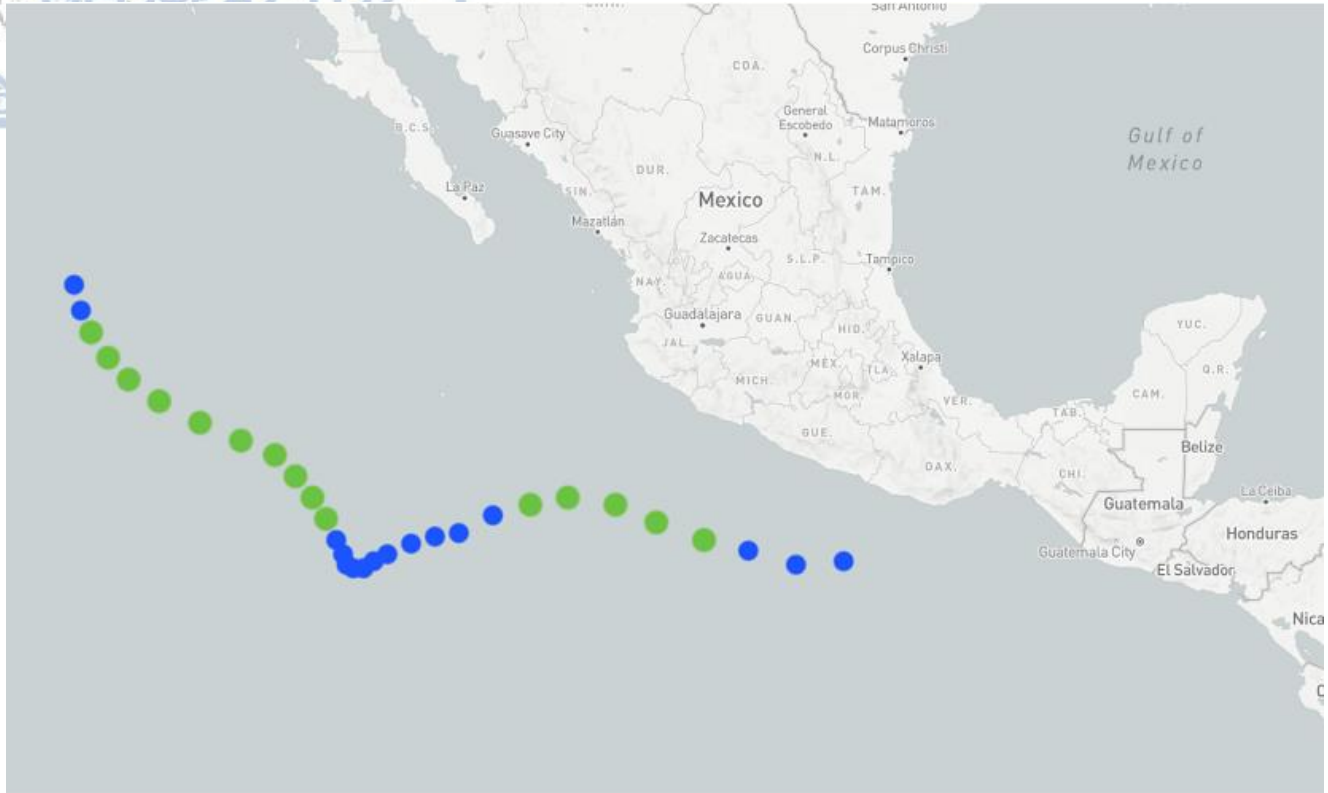 San Antonio
Corpus Christi
COA.
General
Escobedo
Matamoros
Gulf of
Mexico
B.C.S.
Guasave City
N.L.
DUR.
La Paz
SIN.
TAM.
Mexico
Mazatlán
Zacatecas
S.L.P.
Tampico
NAY.
AGUA.
Guadalajara
GUAN.
HID.
YUC.
JAL.
Xalapa
MÉX.
TLA.
Q.R.
MICH.
MOR.
CAM.
VER.
TAB.
GUE.
Belize
OAX.
CHI.
La Ceiba
Guatemala
Honduras
Guatemala City
El Salvador
Nica